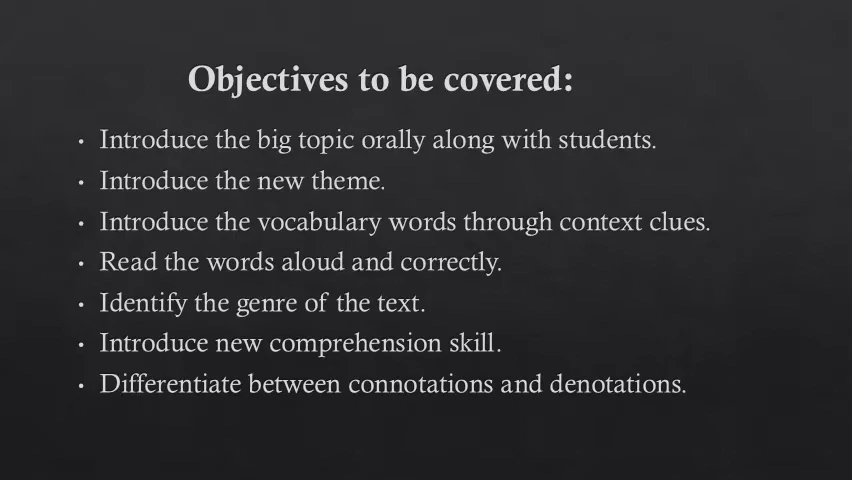 Objectives to be covered:
• Introduce the big topic orally along with students.
• Introduce the new theme.
• Introduce the vocabulary words through context clues.
• Read the words aloud and correctly.
• Identify the genre of the text.
• Introduce new comprehension skill.
• Differentiate between connotations and denotations.